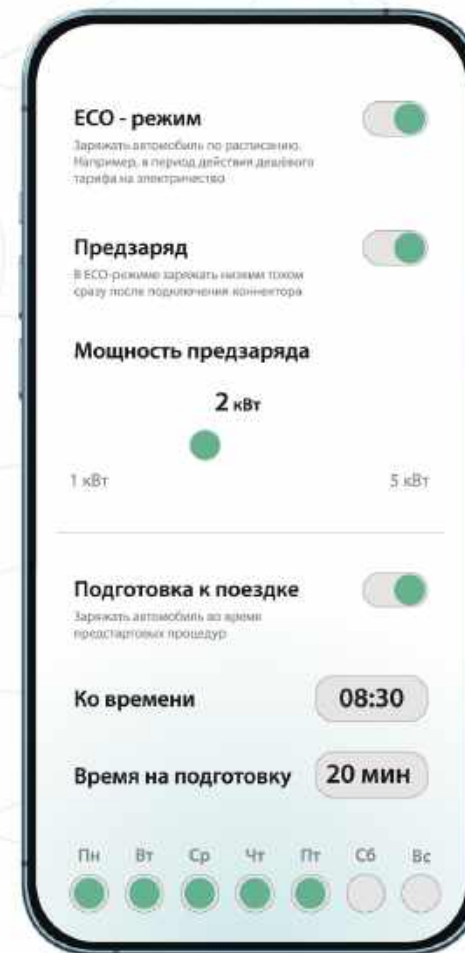 ECO - режим
Заряжать автомобиль по расписанию.
Например, в период действия дешёвого
тарифа на электричество
Предзаряд
В ECO-режиме заряжать низким током
сразу после подключения коннектора
Мощность предзаряда
2 кВт
1 кВт
5 кВт
Подготовка к поездке
Заряжать автомобиль во время
предстартовых процедур
Ко времени
08:30
Время на подготовку
20 мин
Пн Вт Ср Чт Пт Сб Вс